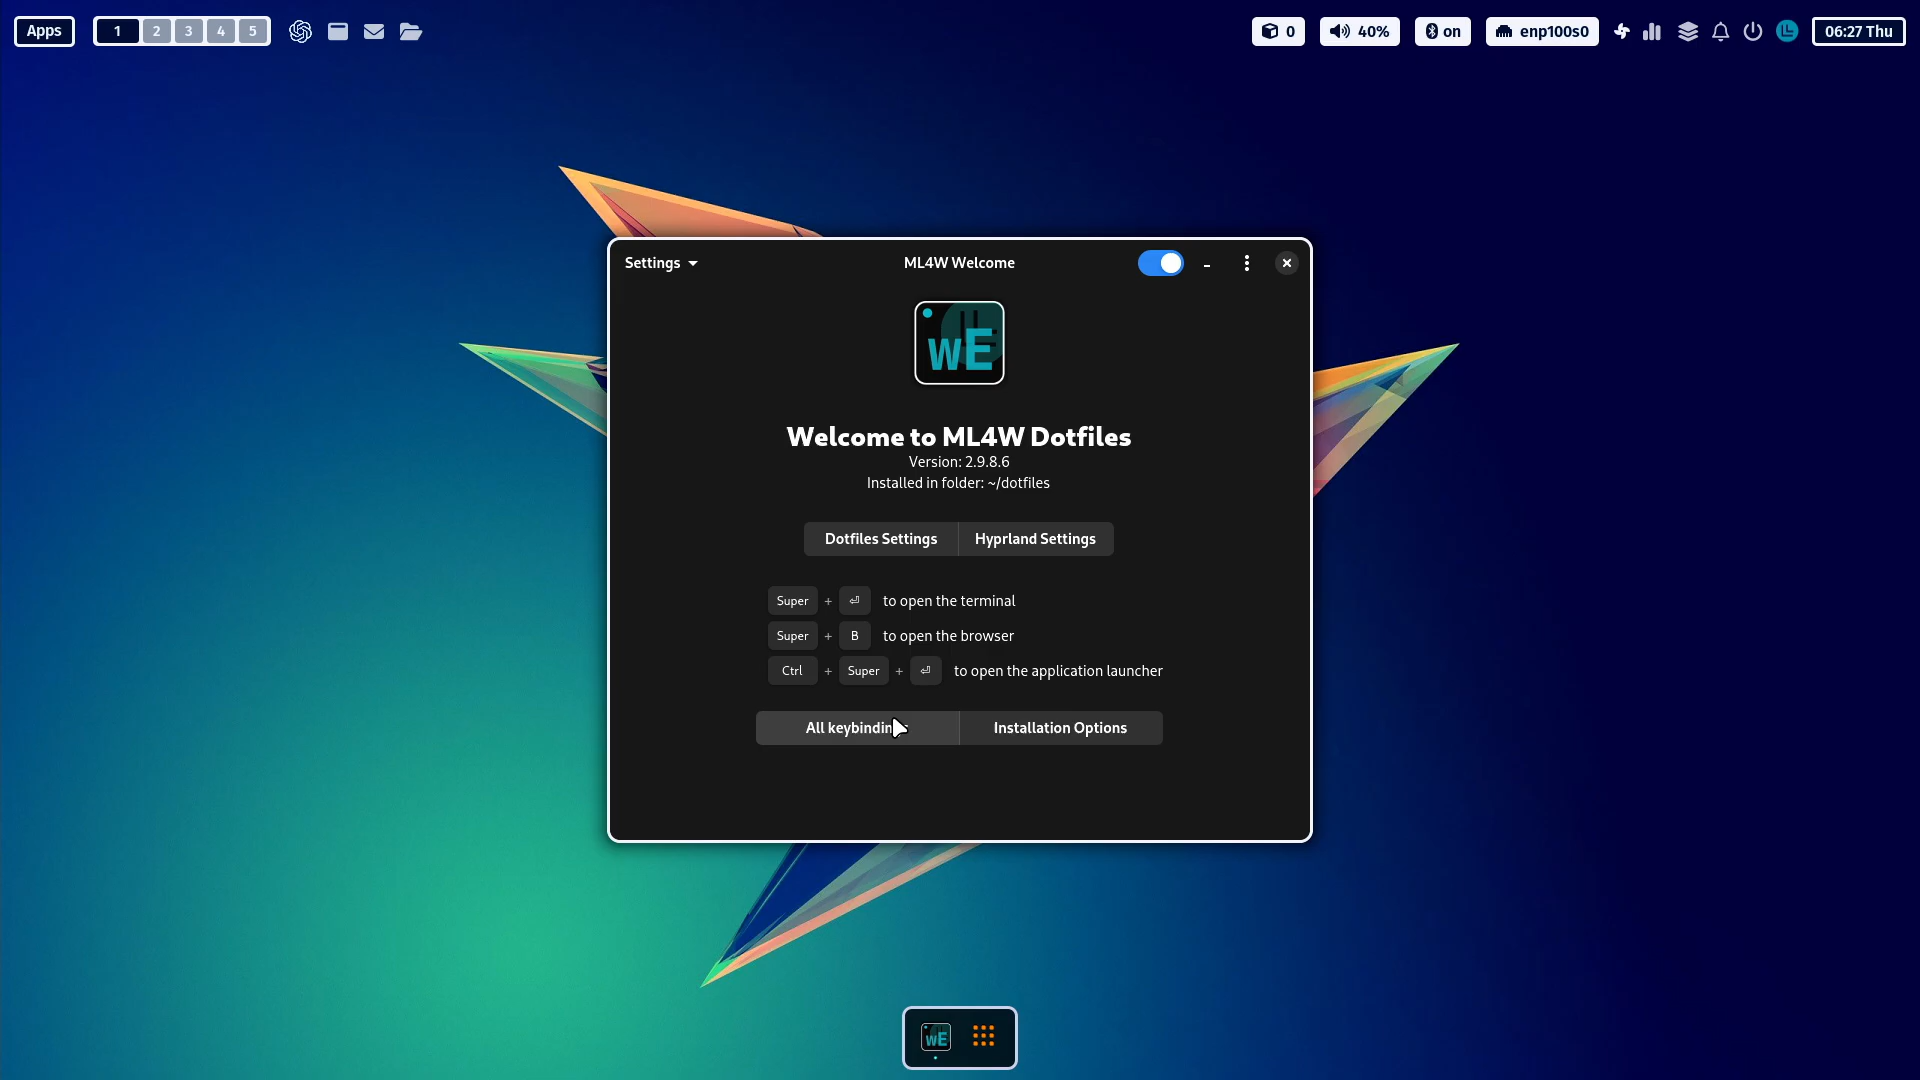 Apps
1 2 3 4 5
0
40%
on
enp100s0
06:27 Thu
Settings
ML4W Welcome
WE
Welcome to ML4W Dotfiles
Version: 2.9.8.6
Installed in folder: ~/dotfiles
Dotfiles Settings
Hyprland Settings
Super + ⏎ to open the terminal
Super + B to open the browser
Ctrl + Super + ⏎ to open the application launcher
All
Installation Options
WE